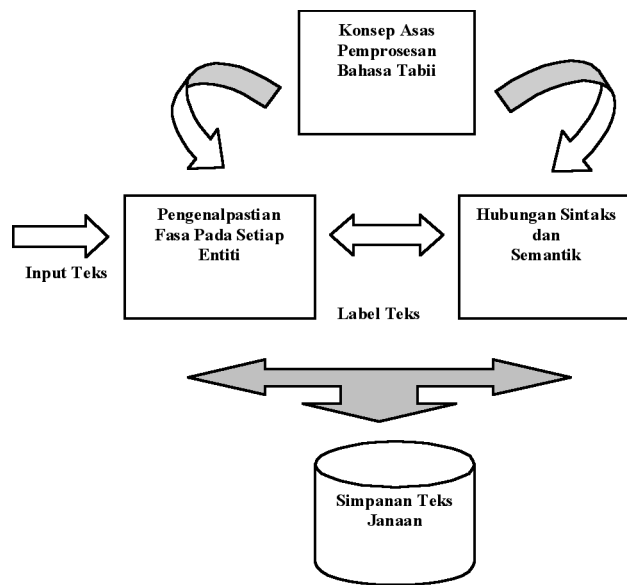 Konsep Asas
Pemprosesan
Bahasa Tabii
Pengenalpastian
Fasa Pada Setiap
Entiti
Hubungan Sintaks
dan
Semantik
Input Teks
Label Teks
Simpanan Teks
Janaan